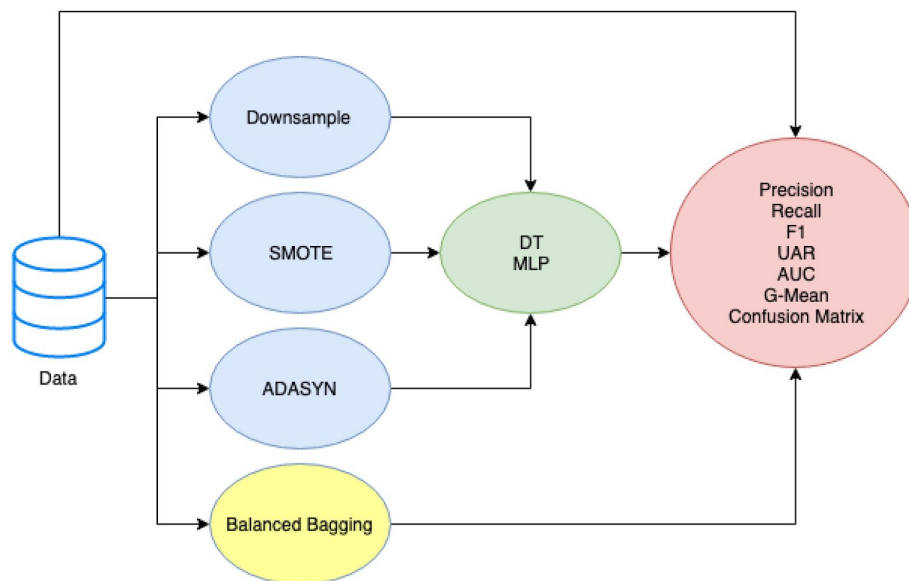 Downsample
SMOTE
ADASYN
Balanced Bagging
Data
DT
MLP
Precision
Recall
F1
UAR
AUC
G-Mean
Confusion Matrix